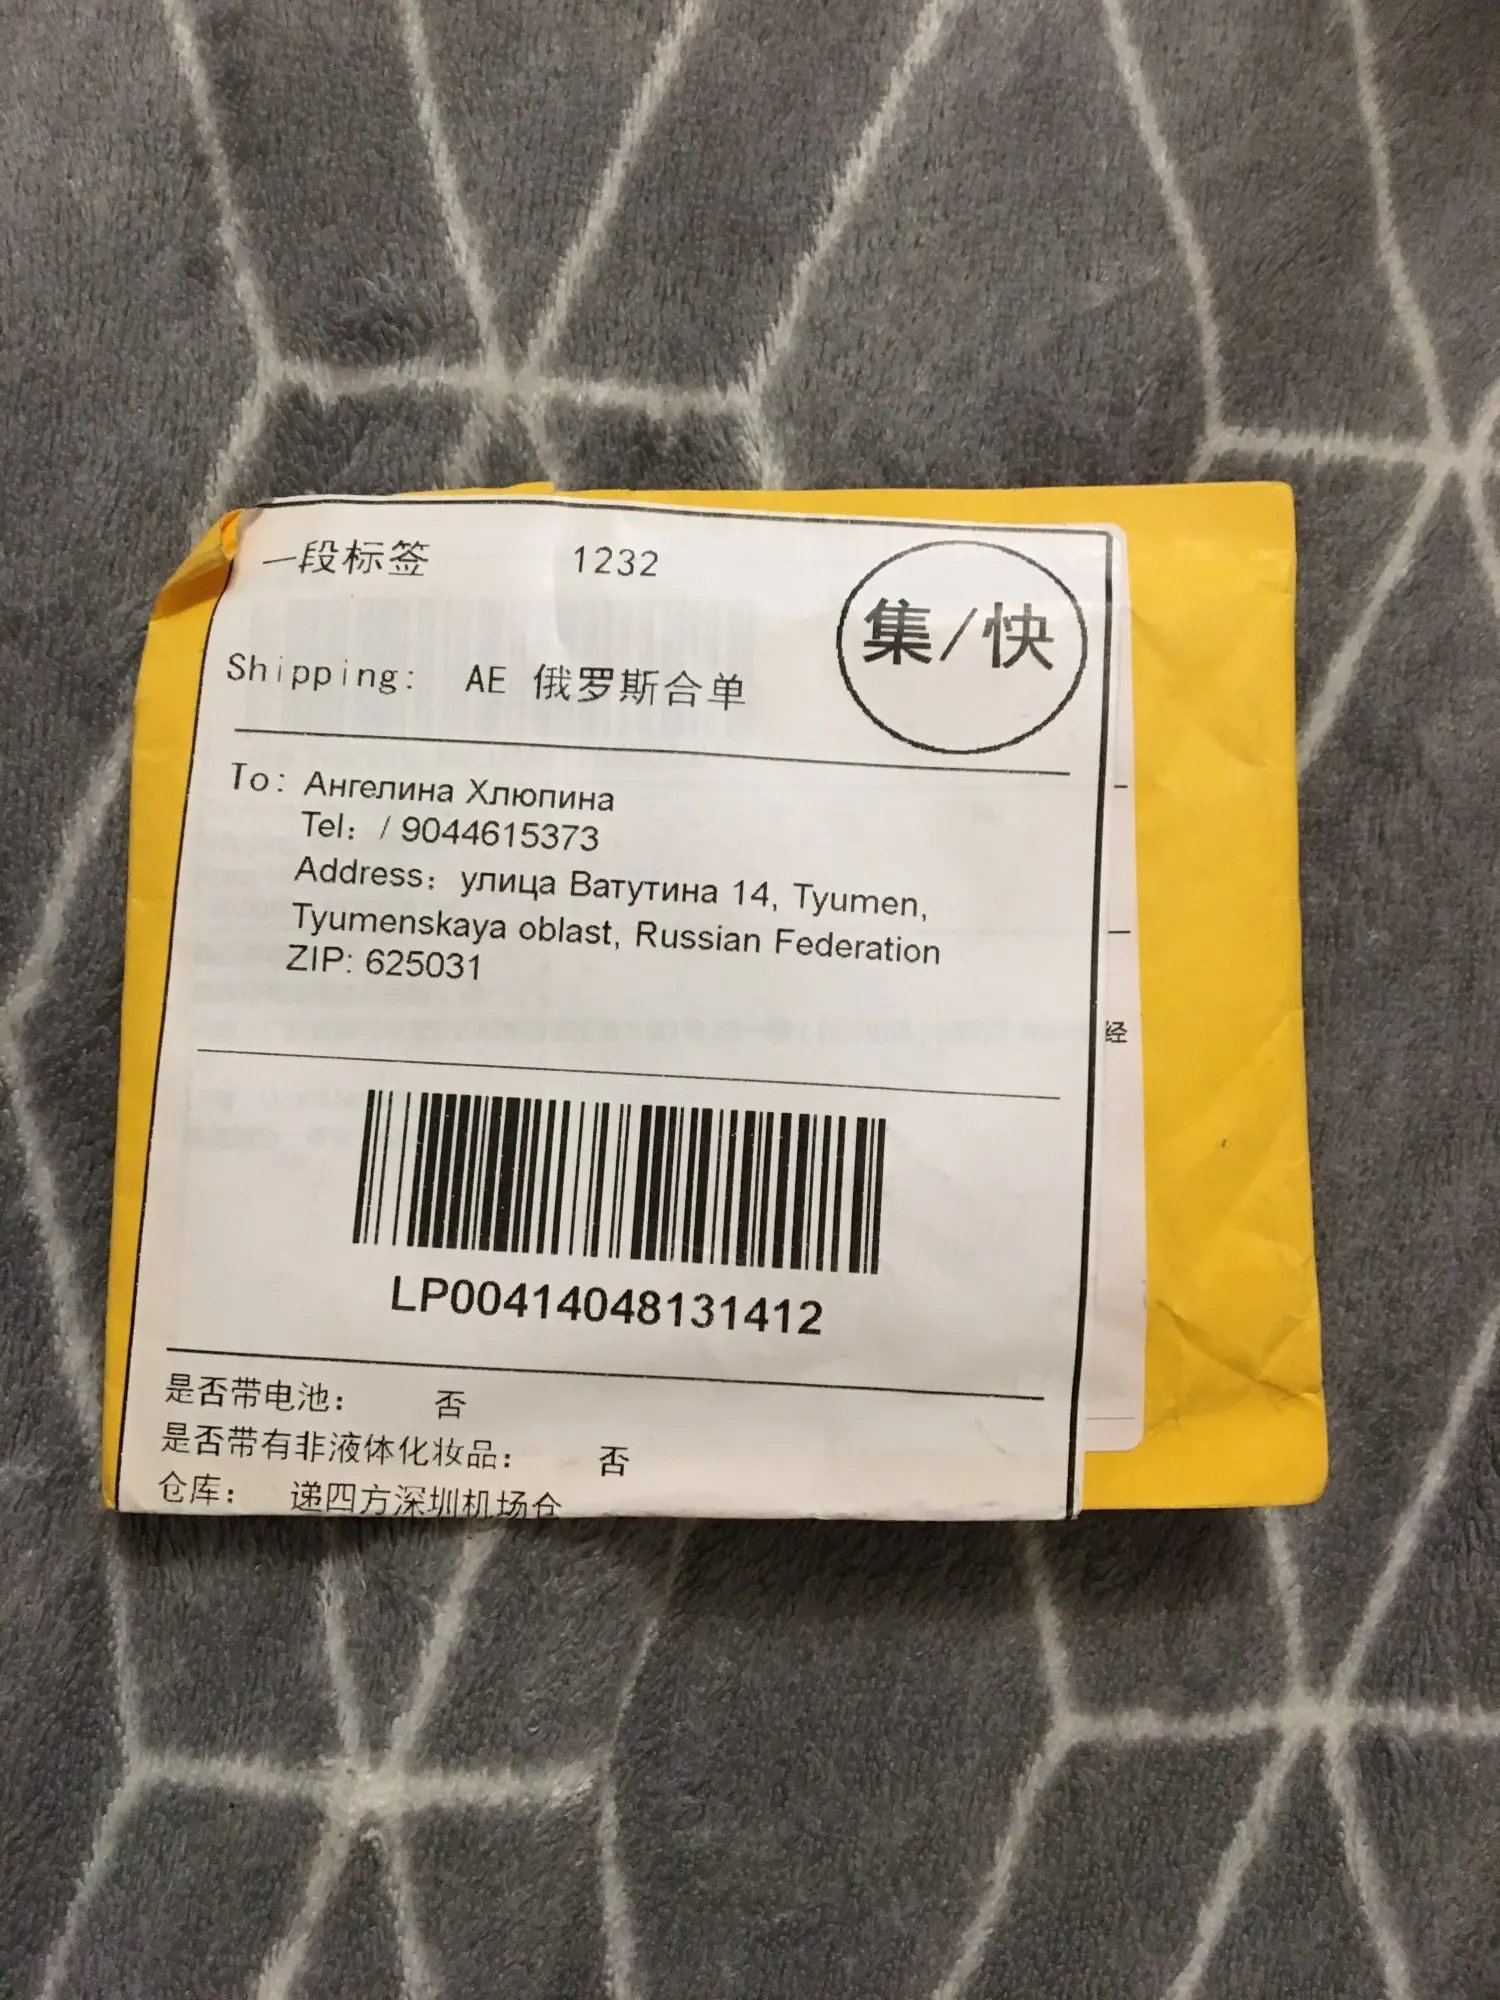 一段标签 1232
集/快
Shipping: AE 俄罗斯合单
To: Ангелина Хлюпина
Tel: / 9044615373
Address: улица Ватутина 14, Tyumen,
Tyumenskaya oblast, Russian Federation
ZIP: 625031
经
LP00414048131412
是否带电池: 否
是否带有非液体化妆品: 否
仓库: 递四方深圳机场仓